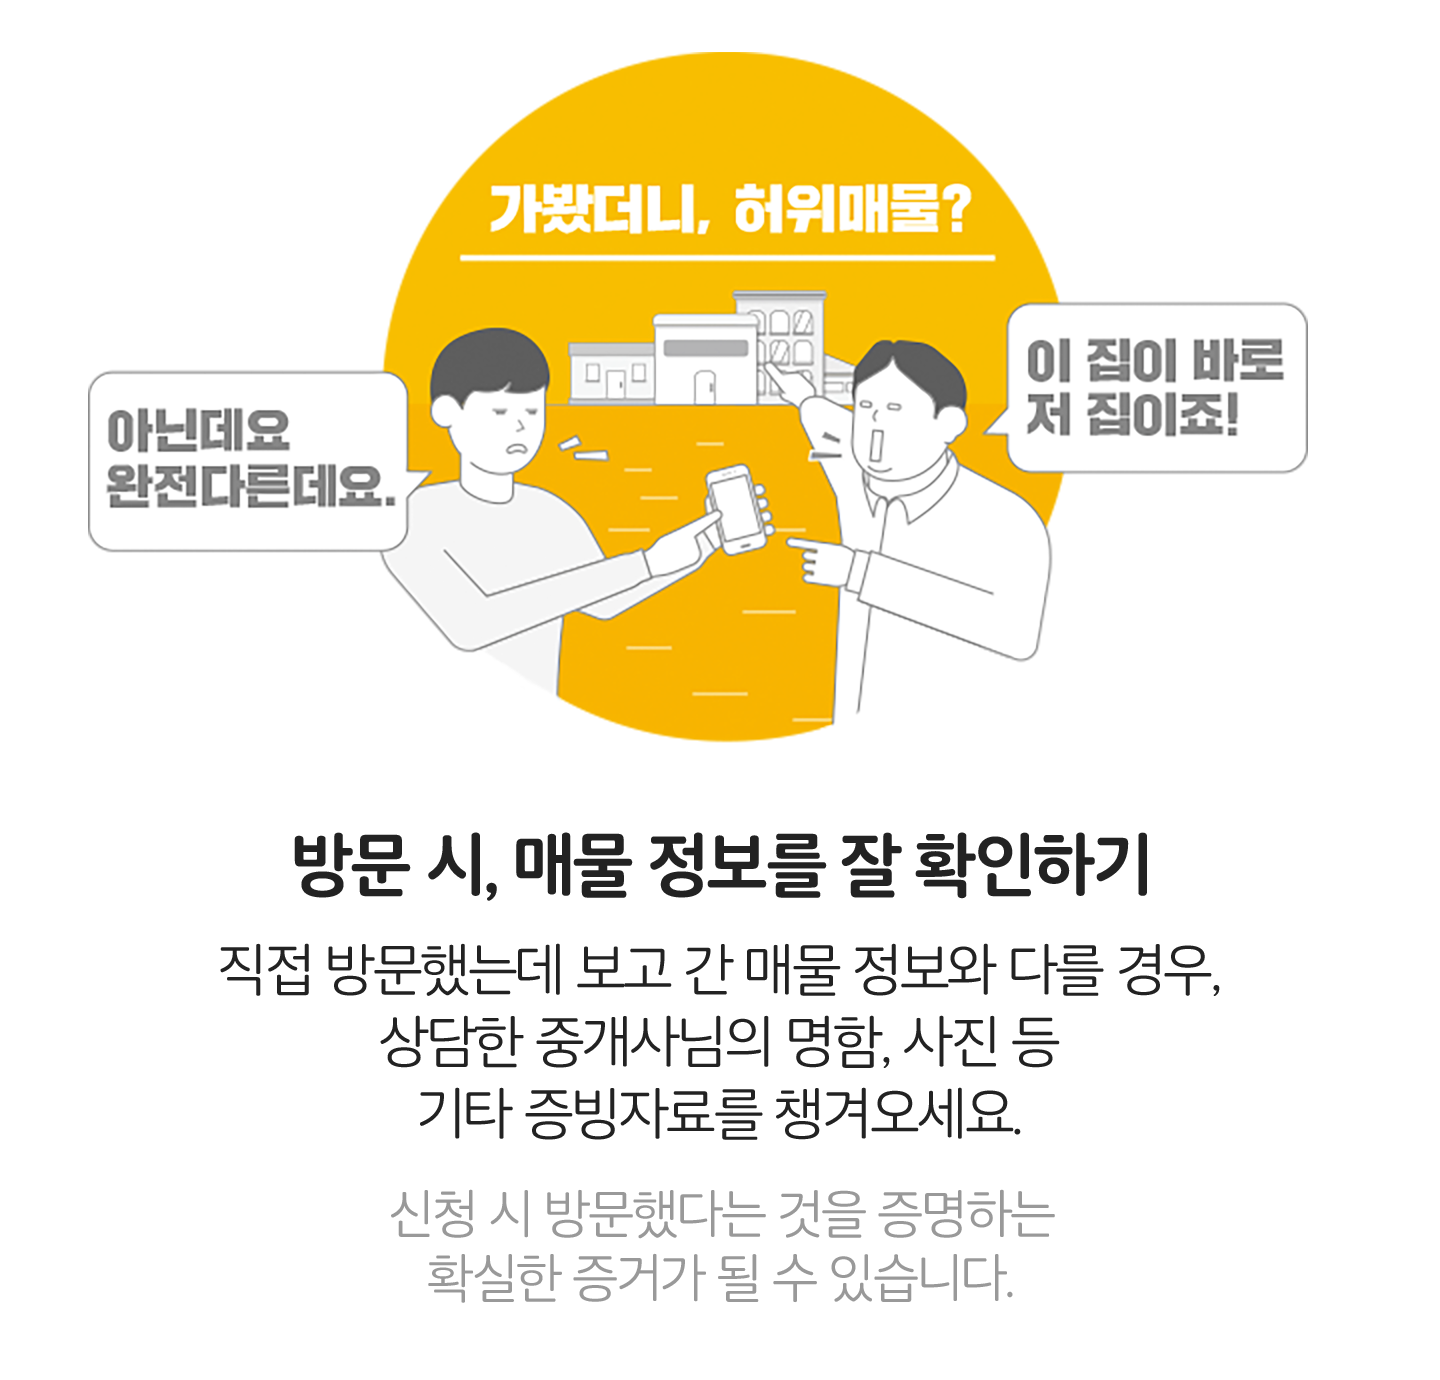 가봤더니, 허위매물?
이 집이 바로
저 집이죠!
아닌데요
완전다른데요.
방문 시, 매물 정보를 잘 확인하기
직접 방문했는데 보고 간 매물 정보와 다를 경우,
상담한 중개사님의 명함, 사진 등
기타 증빙자료를 챙겨오세요.
신청 시 방문했다는 것을 증명하는
확실한 증거가 될 수 있습니다.